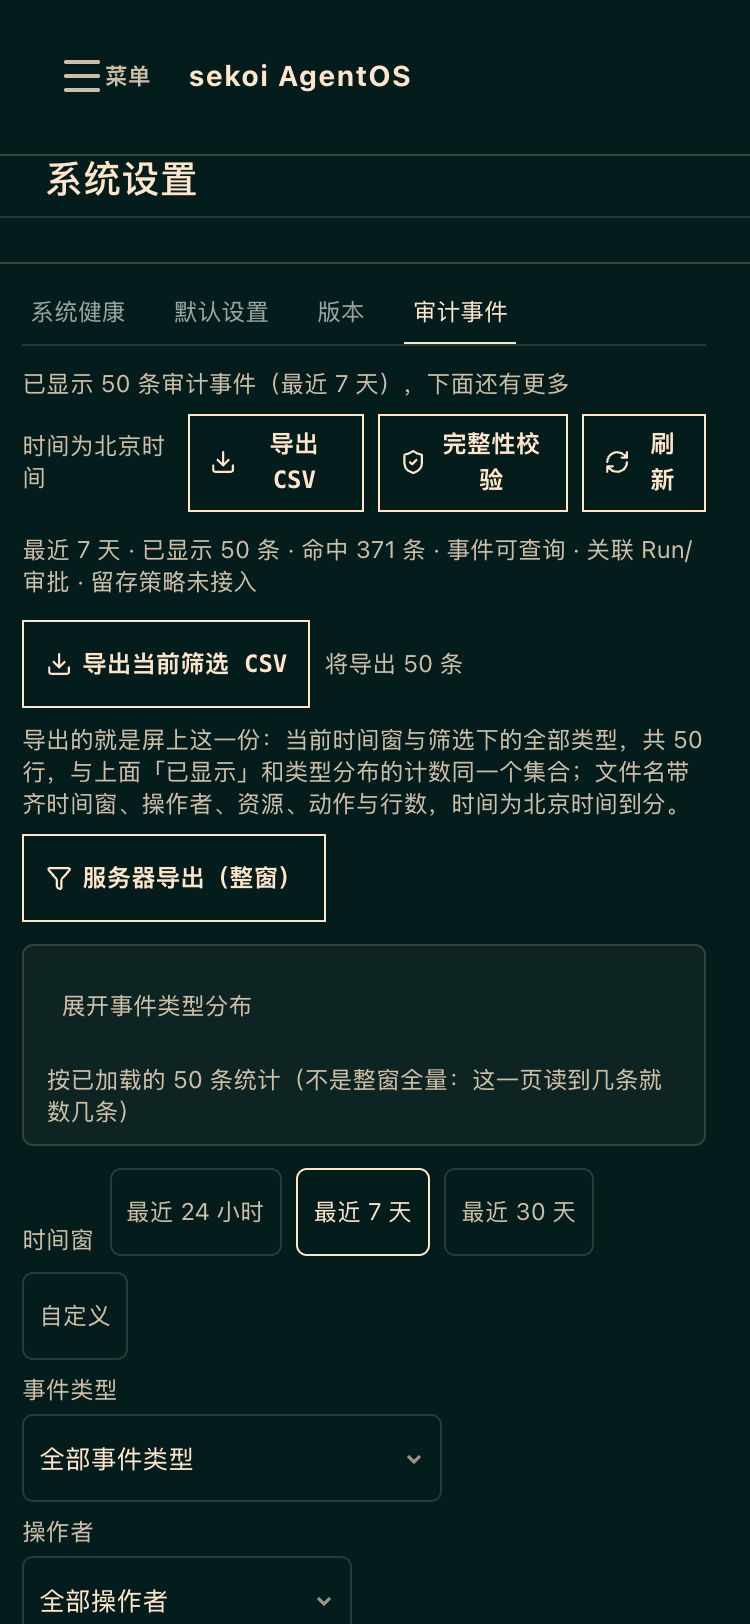 菜单
sekoi AgentOS
系统设置
系统健康
默认设置
版本
审计事件
已显示 50 条审计事件（最近 7 天），下面还有更多
时间为北京时
间
导出
CSV
完整性校
验
刷
新
最近 7 天 · 已显示 50 条 · 命中 371 条 · 事件可查询 · 关联 Run/
审批 · 留存策略未接入
导出当前筛选 CSV
将导出 50 条
导出的就是屏上这一份：当前时间窗与筛选下的全部类型，共 50
行，与上面「已显示」和类型分布的计数同一个集合；文件名带
齐时间窗、操作者、资源、动作与行数，时间为北京时间到分。
服务器导出（整窗）
展开事件类型分布
按已加载的 50 条统计（不是整窗全量：这一页读到几条就
数几条）
时间窗
最近 24 小时
最近 7 天
最近 30 天
自定义
事件类型
全部事件类型
操作者
全部操作者